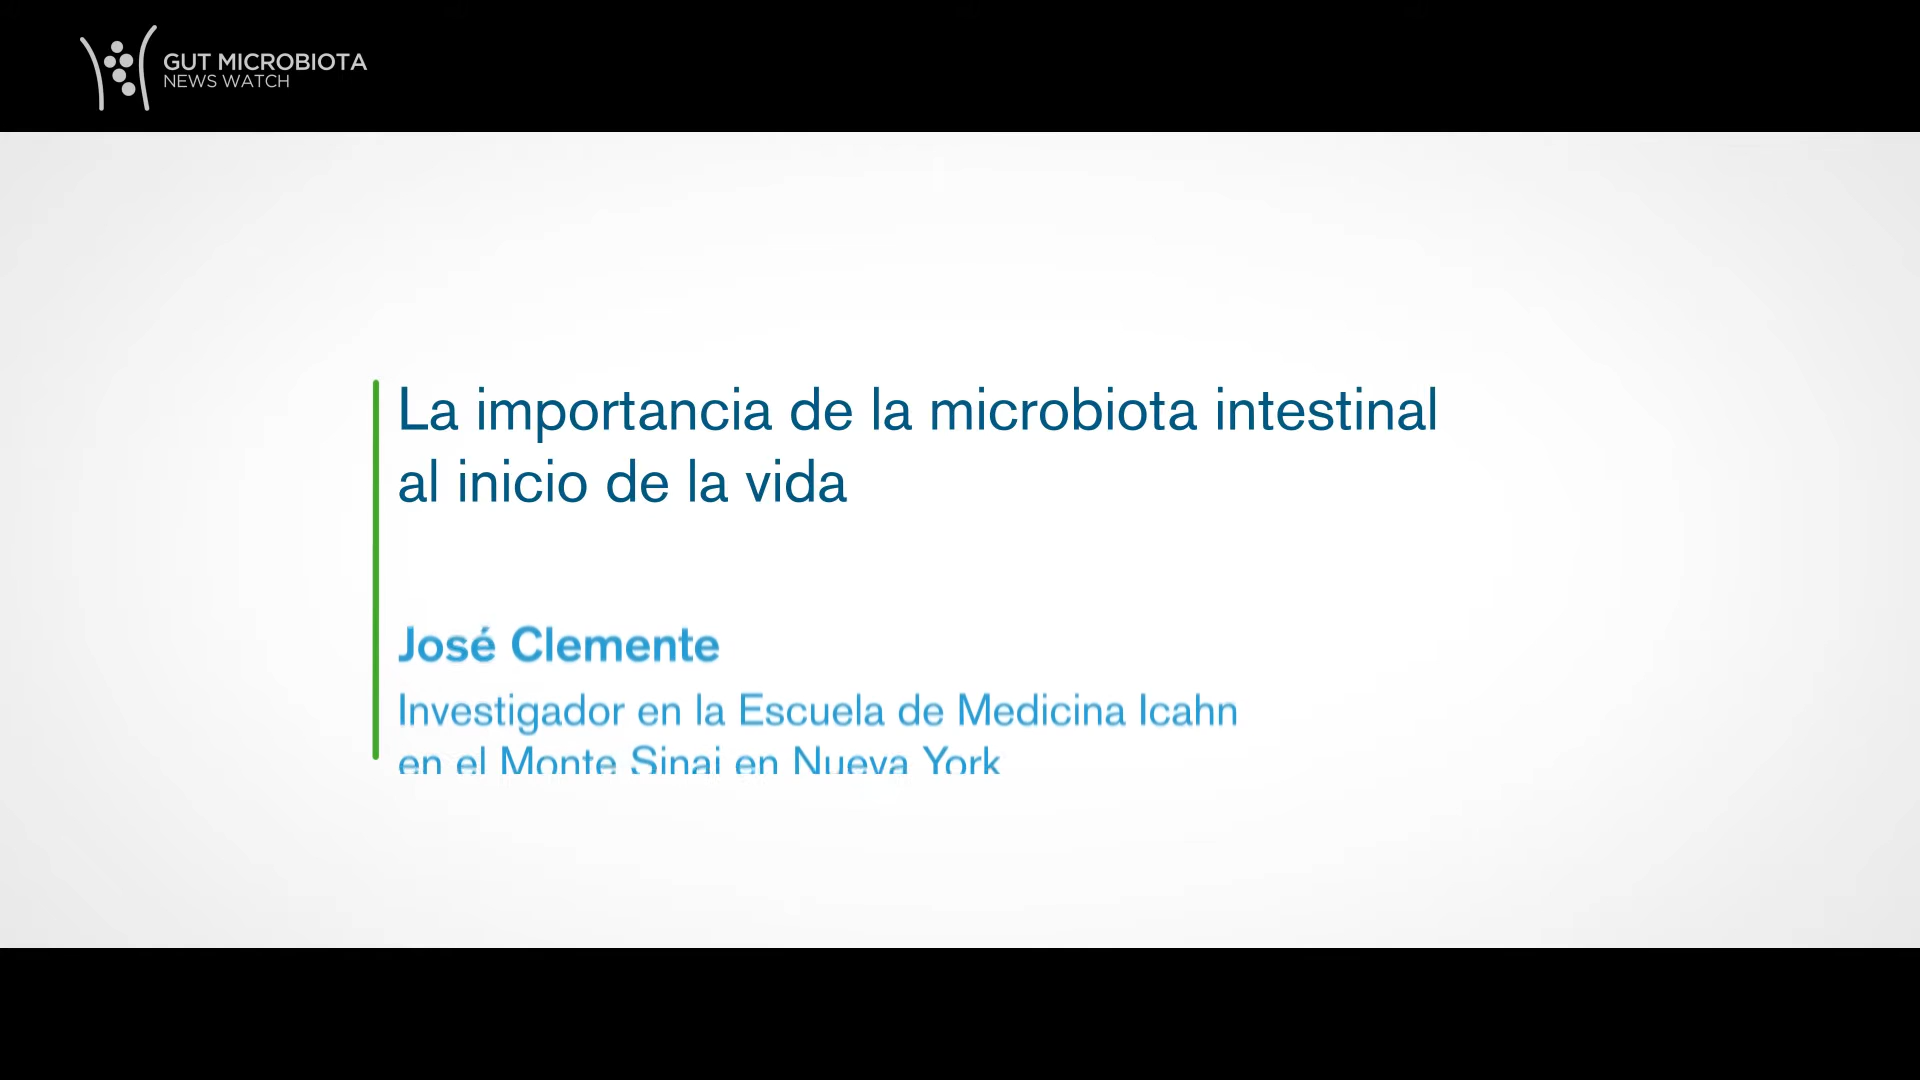 GUT MICROBIOTA
NEWS WATCH
La importancia de la microbiota intestinal
al inicio de la vida
José Clemente
Investigador en la Escuela de Medicina Icahn
en el Monte Sinai en Nueva York